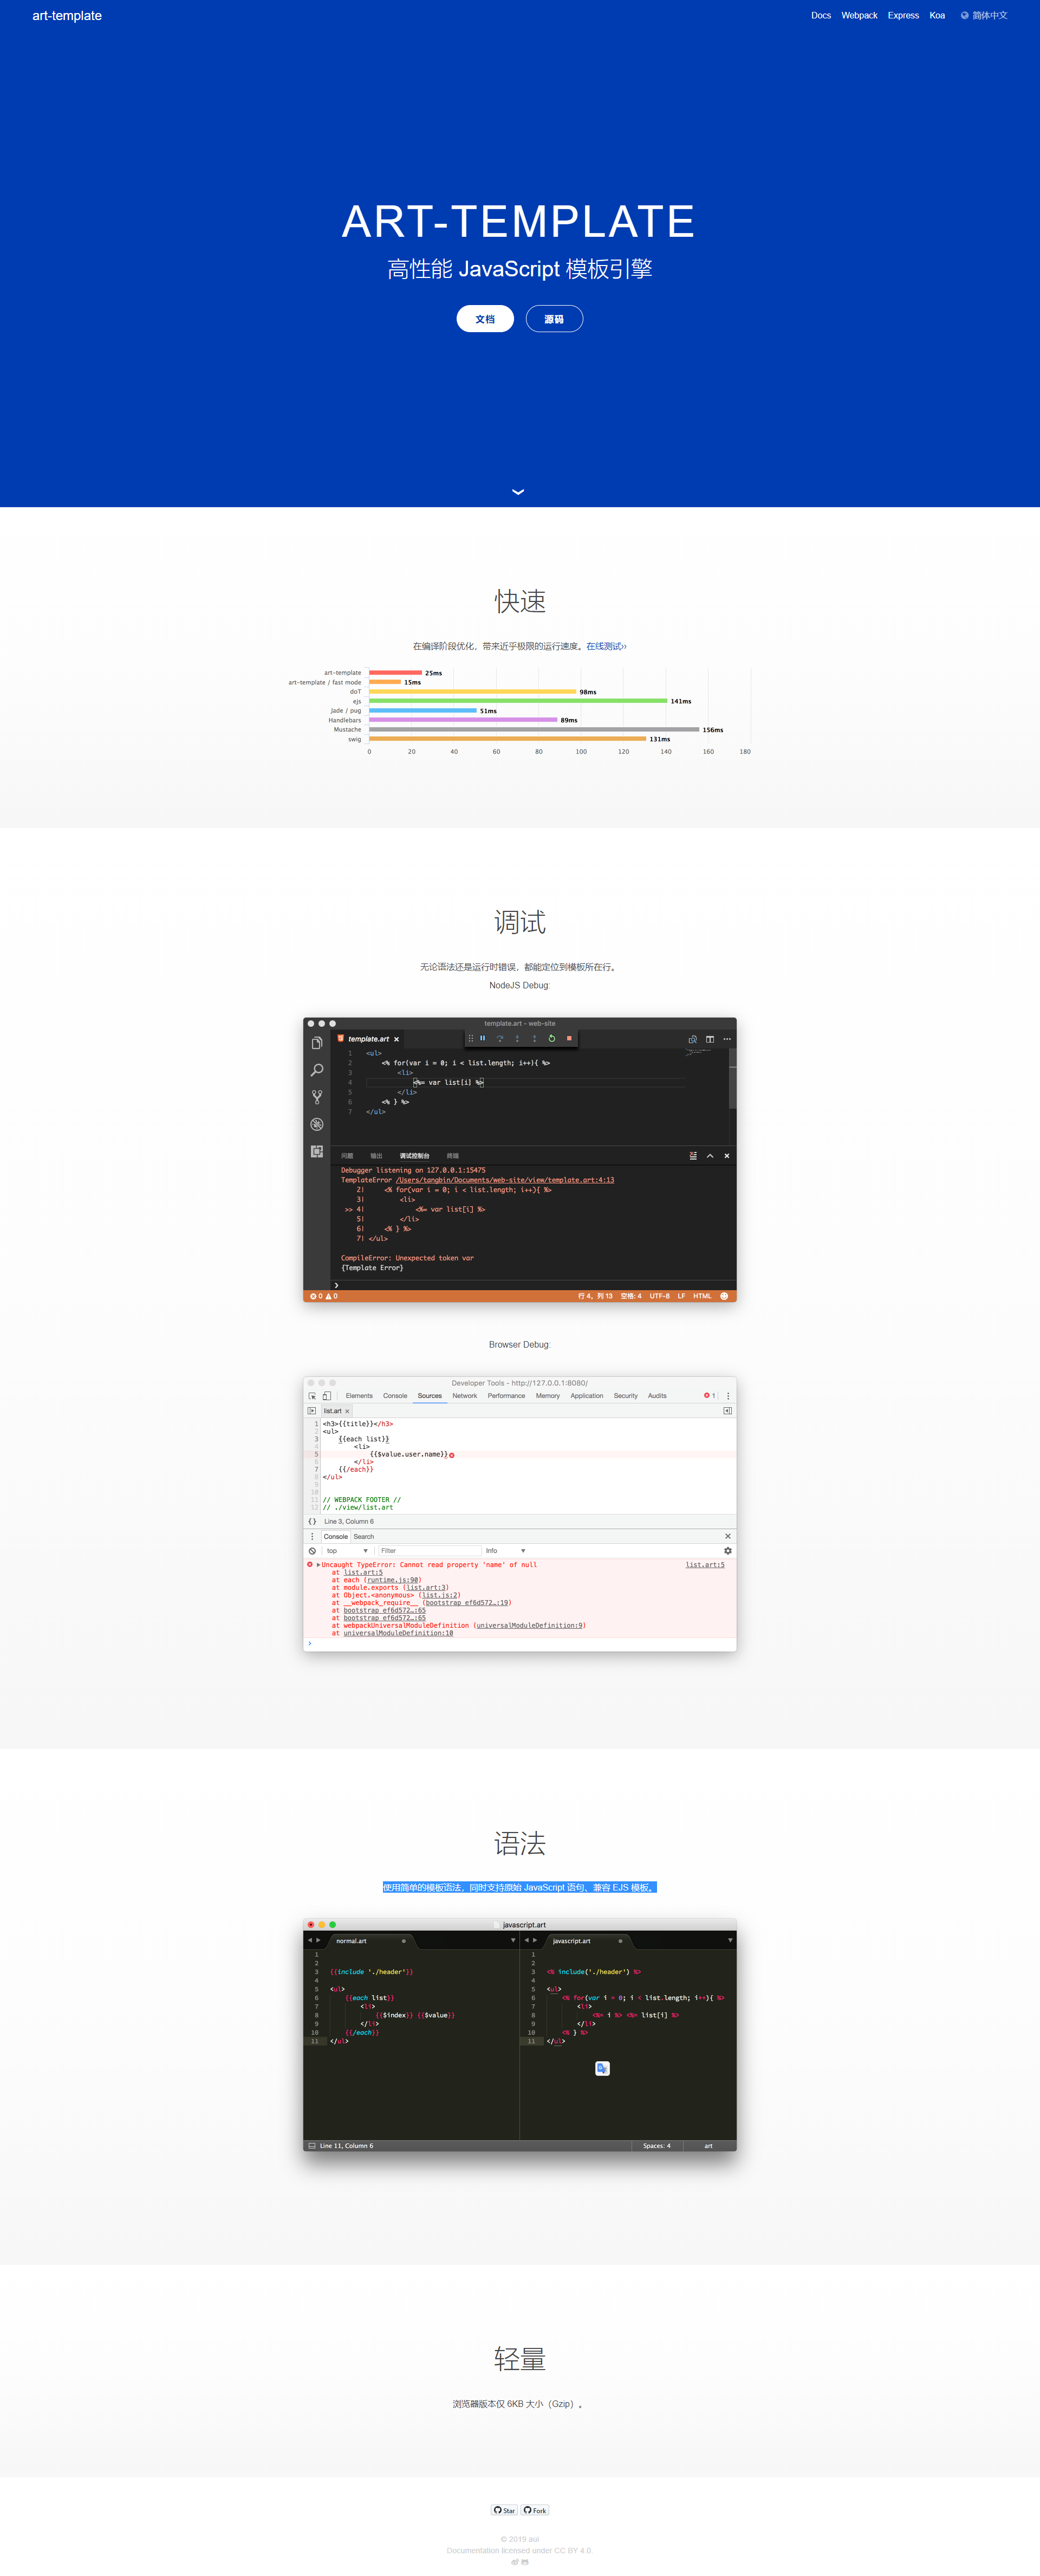 art-template
Docs Webpack Express Koa 简体中文
ART-TEMPLATE
高性能 JavaScript 模板引擎
文档 源码
快速
在编译阶段优化，带来近乎极限的运行速度。在线测试››
art-template 25ms
art-template / fast mode 15ms
doT 98ms
ejs 141ms
Jade / pug 51ms
Handlebars 89ms
Mustache 156ms
swig 131ms
0 20 40 60 80 100 120 140 160 180
调试
无论语法还是运行时错误，都能定位到模板所在行。
NodeJS Debug:
template.art - web-site
template.art
1 <ul>
2 <% for(var i = 0; i < list.length; i++){ %>
3 <li>
4 <%= var list[i] %>
5 </li>
6 <% } %>
7 </ul>
问题 输出 调试控制台 终端
Debugger listening on 127.0.0.1:15475
TemplateError /Users/tangbin/Documents/web-site/view/template.art:4:13
2| <% for(var i = 0; i < list.length; i++){ %>
3| <li>
>> 4| <%= var list[i] %>
5| </li>
6| <% } %>
7| </ul>
CompileError: Unexpected token var
{Template Error}
0 0 行 4，列 13 空格: 4 UTF-8 LF HTML
Browser Debug:
Developer Tools - http://127.0.0.1:8080/
Elements Console Sources Network Performance Memory Application Security Audits 1
list.art ×
1 <h3>{{title}}</h3>
2 <ul>
3 {{each list}}
4 <li>
5 {{$value.user.name}}
6 </li>
7 {{/each}}
8 </ul>
9
10
11 // WEBPACK FOOTER //
12 // ./view/list.art
{} Line 3, Column 6
Console Search
top Filter Info
Uncaught TypeError: Cannot read property 'name' of null list.art:5
at list.art:5
at each (runtime.js:90)
at module.exports (list.art:3)
at Object.<anonymous> (list.js:2)
at __webpack_require__ (bootstrap ef6d572…:19)
at bootstrap ef6d572…:65
at bootstrap ef6d572…:65
at webpackUniversalModuleDefinition (universalModuleDefinition:9)
at universalModuleDefinition:10
语法
使用简单的模板语法，同时支持原始 JavaScript 语句、兼容 EJS 模板。
javascript.art
normal.art
1
2
3 {{include './header'}}
4
5 <ul>
6 {{each list}}
7 <li>
8 {{$index}} {{$value}}
9 </li>
10 {{/each}}
11 </ul>
javascript.art
1
2
3 <% include('./header') %>
4
5 <ul>
6 <% for(var i = 0; i < list.length; i++){ %>
7 <li>
8 <%= i %> <%= list[i] %>
9 </li>
10 <% } %>
11 </ul>
Line 11, Column 6 Spaces: 4 art
轻量
浏览器版本仅 6KB 大小（Gzip）。
Star Fork
© 2019 aui
Documentation licensed under CC BY 4.0.